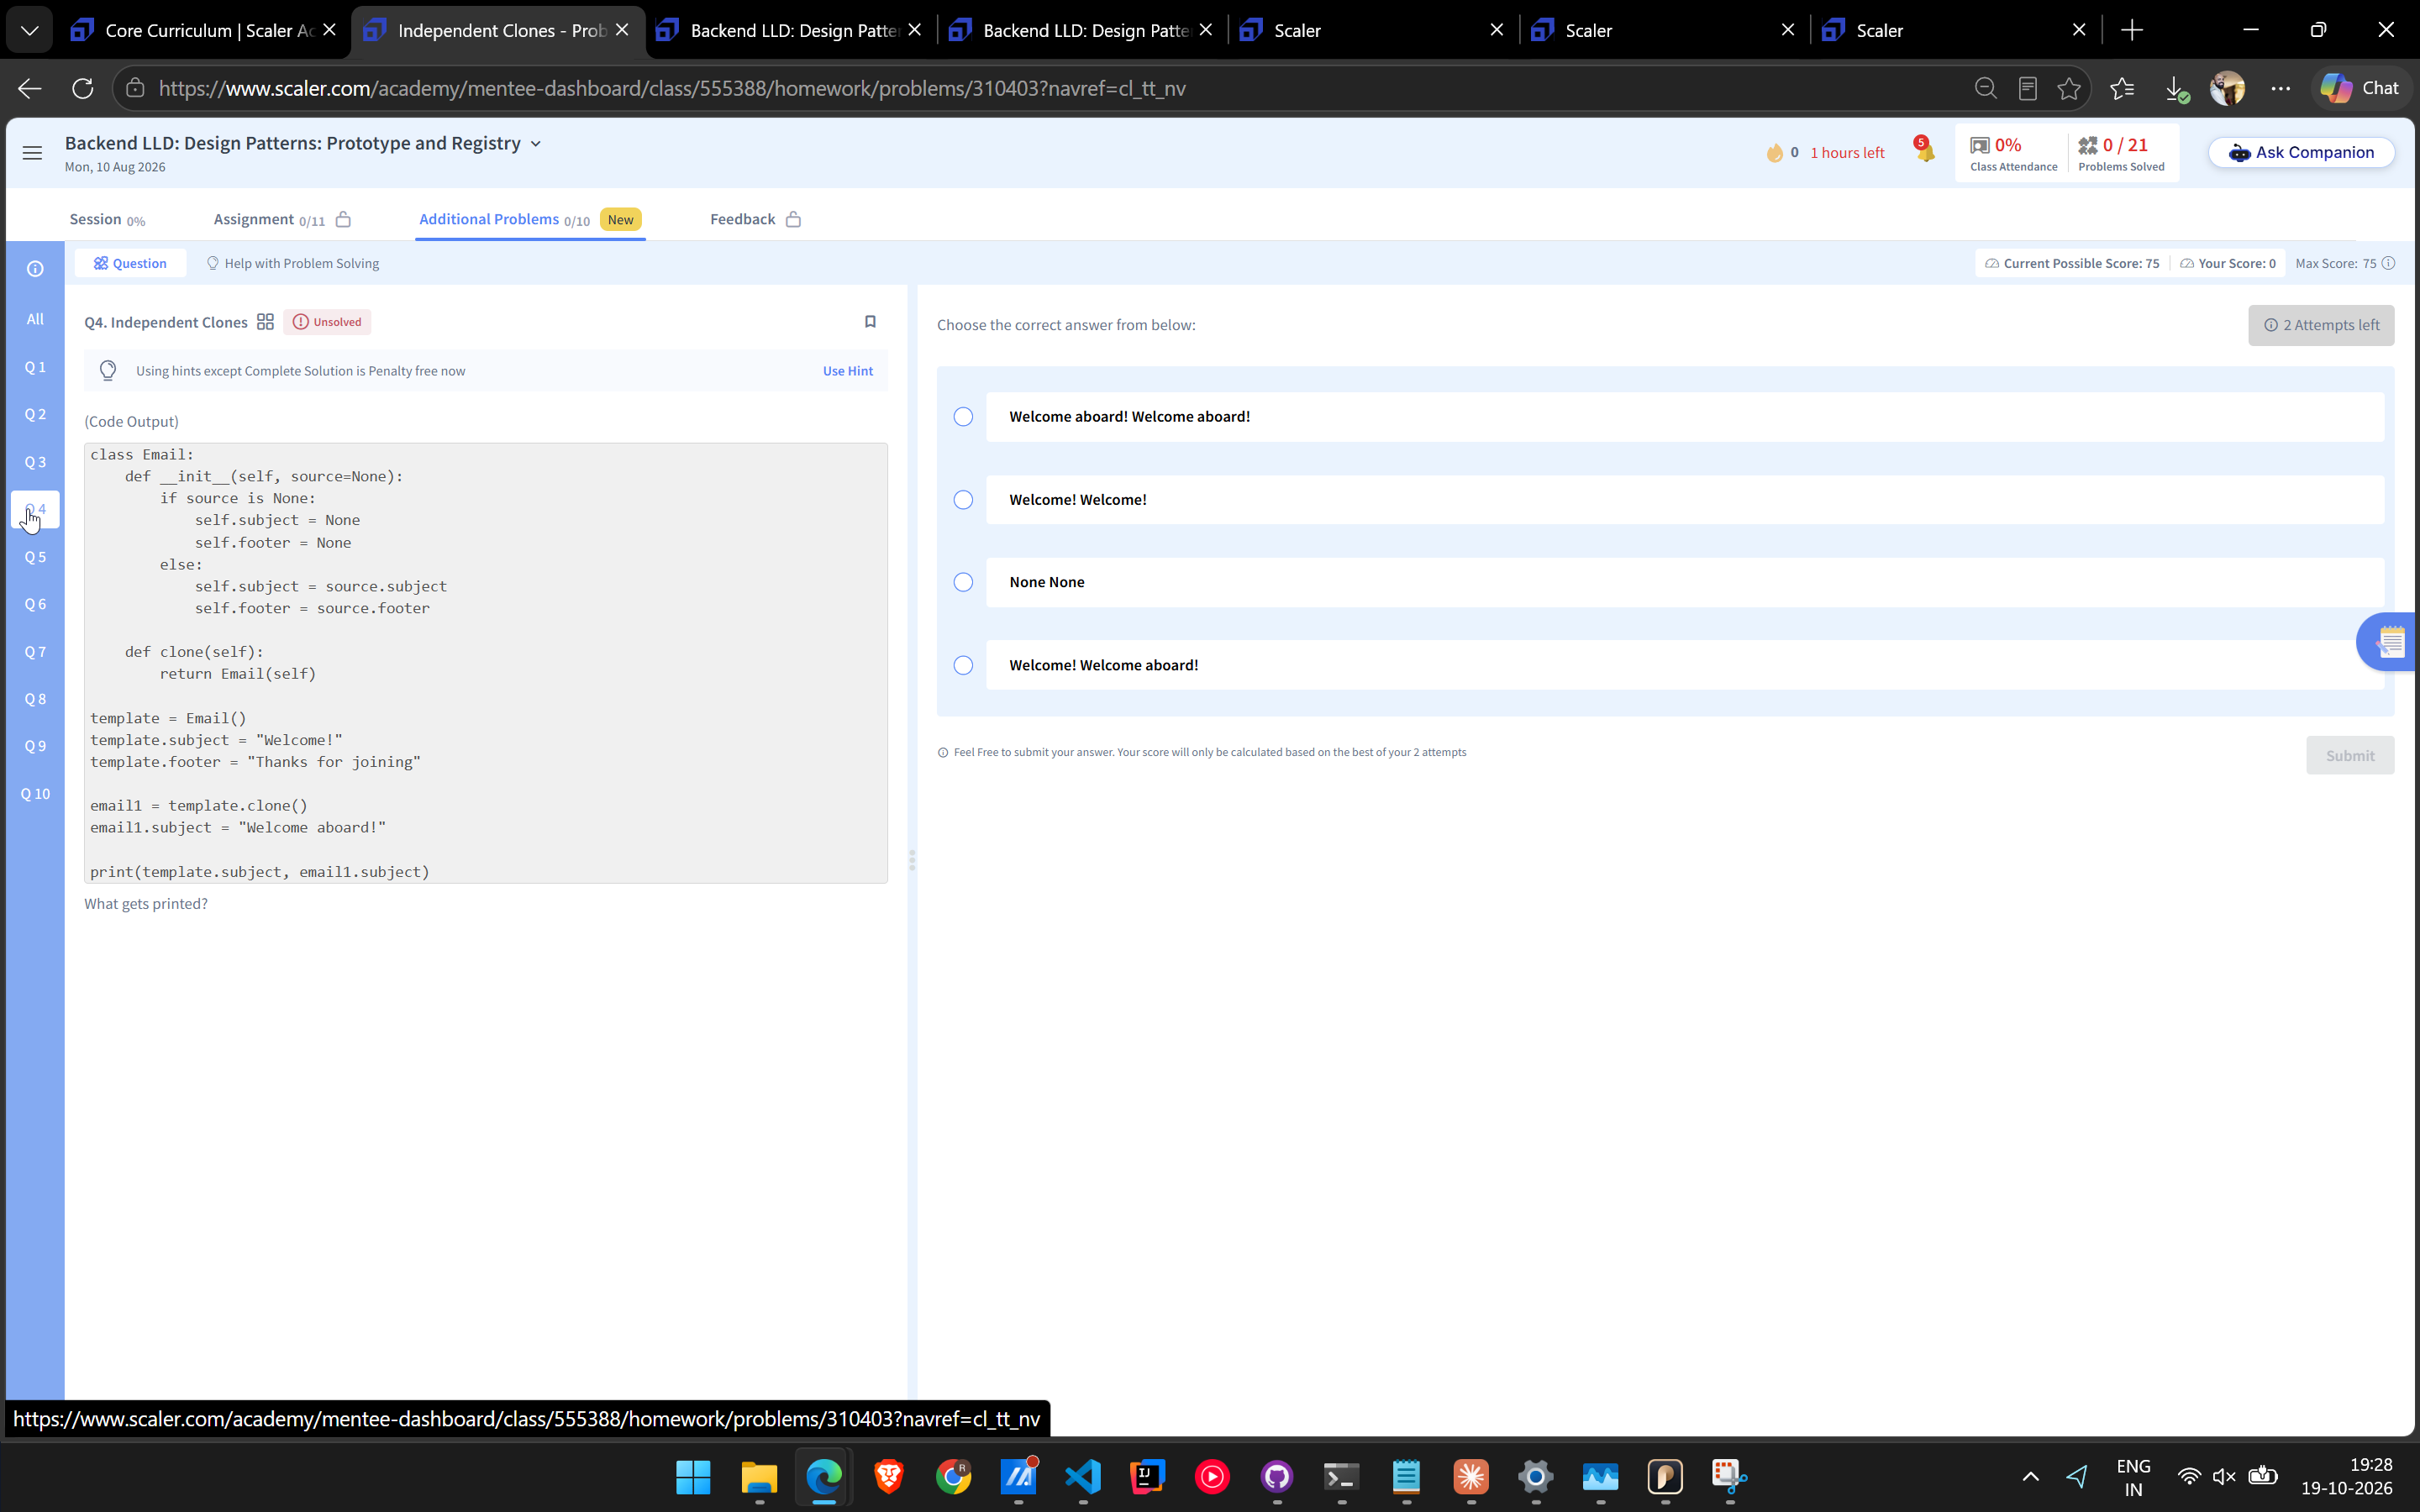 Core Curriculum | Scaler Ac
Independent Clones - Prob
Backend LLD: Design Patte
Backend LLD: Design Patte
Scaler
Scaler
Scaler
https://www.scaler.com/academy/mentee-dashboard/class/555388/homework/problems/310403?navref=cl_tt_nv
Chat
Backend LLD: Design Patterns: Prototype and Registry
Mon, 10 Aug 2026
0 1 hours left
5
0%
Class Attendance
0 / 21
Problems Solved
Ask Companion
Session 0%
Assignment 0/11
Additional Problems 0/10 New
Feedback
Question
Help with Problem Solving
Current Possible Score: 75
Your Score: 0
Max Score: 75
All
Q 1
Q 2
Q 3
Q 4
Q 5
Q 6
Q 7
Q 8
Q 9
Q 10
Q4. Independent Clones
Unsolved
Using hints except Complete Solution is Penalty free now
Use Hint
(Code Output)
class Email:
    def __init__(self, source=None):
        if source is None:
            self.subject = None
            self.footer = None
        else:
            self.subject = source.subject
            self.footer = source.footer
    def clone(self):
        return Email(self)
template = Email()
template.subject = "Welcome!"
template.footer = "Thanks for joining"
email1 = template.clone()
email1.subject = "Welcome aboard!"
print(template.subject, email1.subject)
What gets printed?
Choose the correct answer from below:
2 Attempts left
Welcome aboard! Welcome aboard!
Welcome! Welcome!
None None
Welcome! Welcome aboard!
Feel Free to submit your answer. Your score will only be calculated based on the best of your 2 attempts
Submit
https://www.scaler.com/academy/mentee-dashboard/class/555388/homework/problems/310403?navref=cl_tt_nv
R
IJ
ENG
IN
19:28
19-10-2026